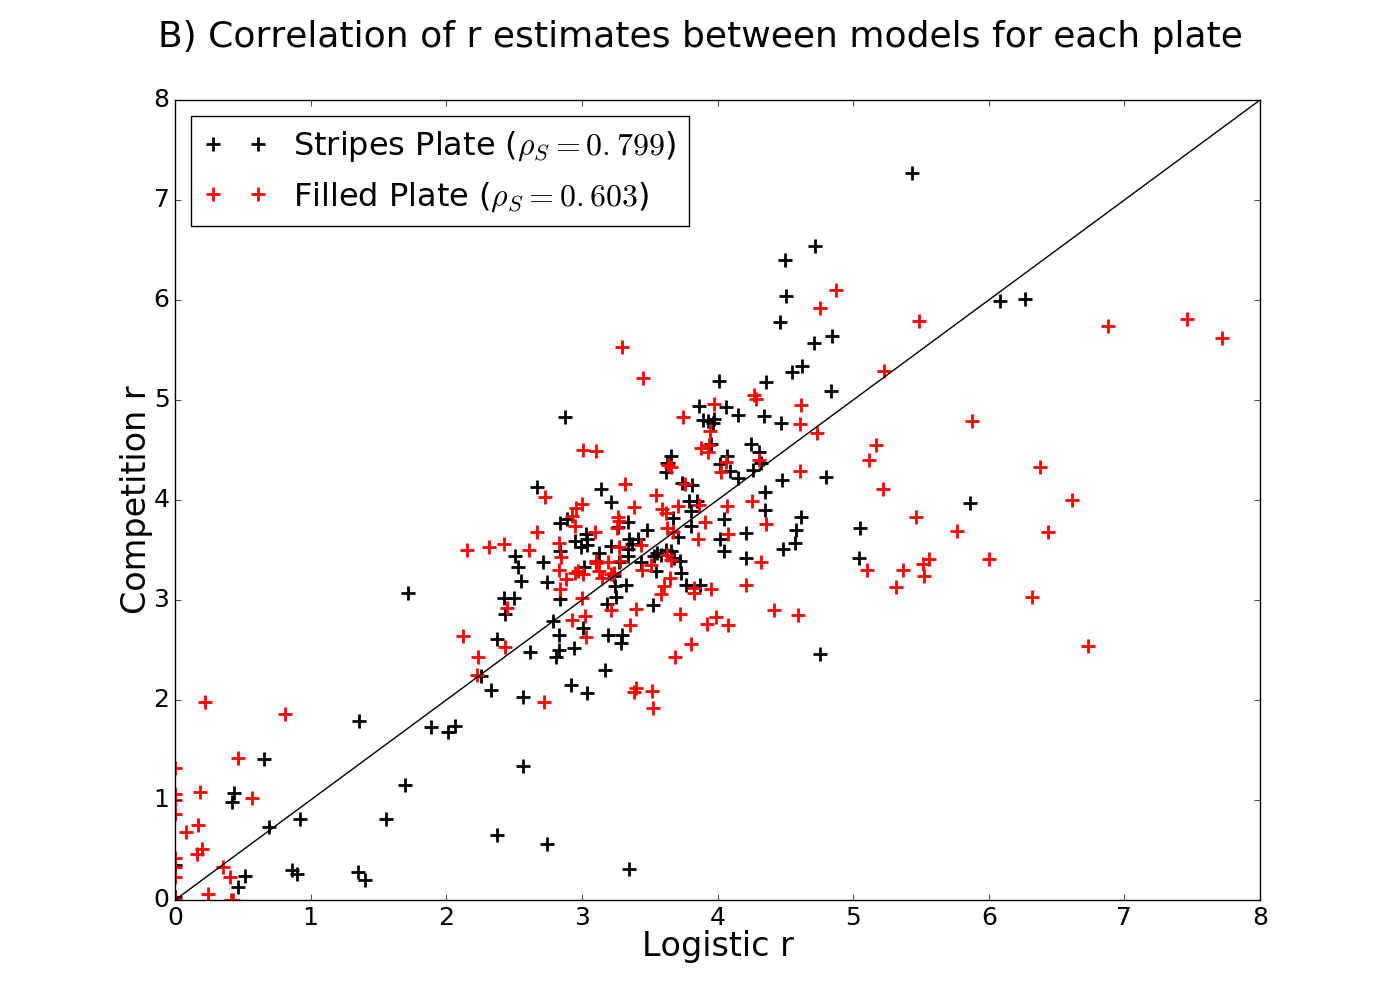 B) Correlation of r estimates between models for each plate
Stripes Plate (ρS = 0.799)
Filled Plate (ρS = 0.603)
8
7
6
5
4
3
2
1
0
Competition r
0 1 2 3 4 5 6 7 8
Logistic r